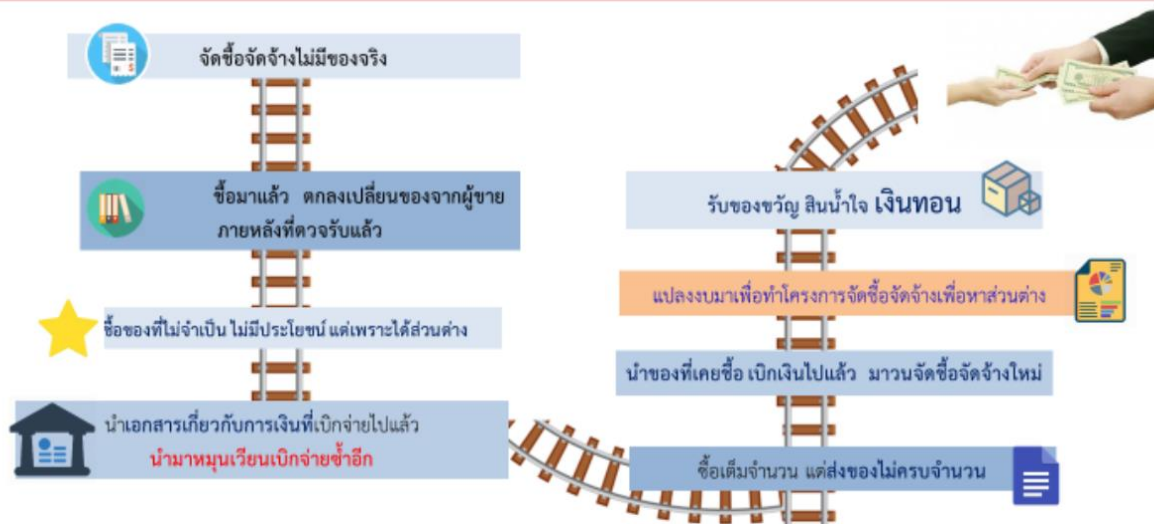 จัดซื้อจัดจ้างไม่มีของจริง
ซื้อมาแล้ว ตกลงเปลี่ยนของจากผู้ขาย
ภายหลังที่ตวจรับแล้ว
ซื้อของที่ไม่จำเป็น ไม่มีประโยชน์ แต่เพราะได้ส่วนต่าง
นำเอกสารเกี่ยวกับการเงินที่เบิกจ่ายไปแล้ว
นำมาหมุนเวียนเบิกจ่ายซ้ำอีก
รับของขวัญ สินน้ำใจ เงินทอน
แปลงงบมาเพื่อทำโครงการจัดซื้อจัดจ้างเพื่อหาส่วนต่าง
นำของที่เคยซื้อ เบิกเงินไปแล้ว มาวนจัดซื้อจัดจ้างใหม่
ซื้อเต็มจำนวน แต่ส่งของไม่ครบจำนวน